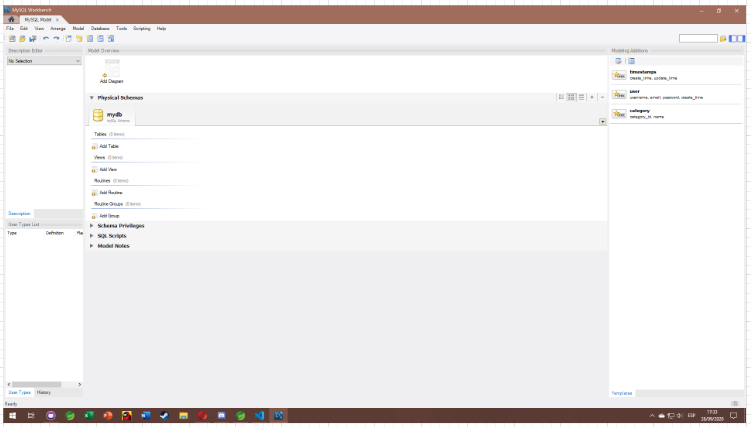 MySQL Workbench
MySQL Model x
File Edit View Arrange Model Database Tools Scripting Help
Description Editor
No Selection
Model Overview
Add Diagram
Physical Schemas
mydb
MySQL Schema
Tables (0 items)
Add Table
Views (0 items)
Add View
Routines (0 items)
Add Routine
Routine Groups (0 items)
Add Group
Schema Privileges
SQL Scripts
Model Notes
Description
User Types List
Type Definition Fla
User Types History
Modeling Additions
timestamps
create_time, update_time
user
username, email, password, create_time
category
category_id, name
Templates
Ready
ESP
17:03
28/09/2026